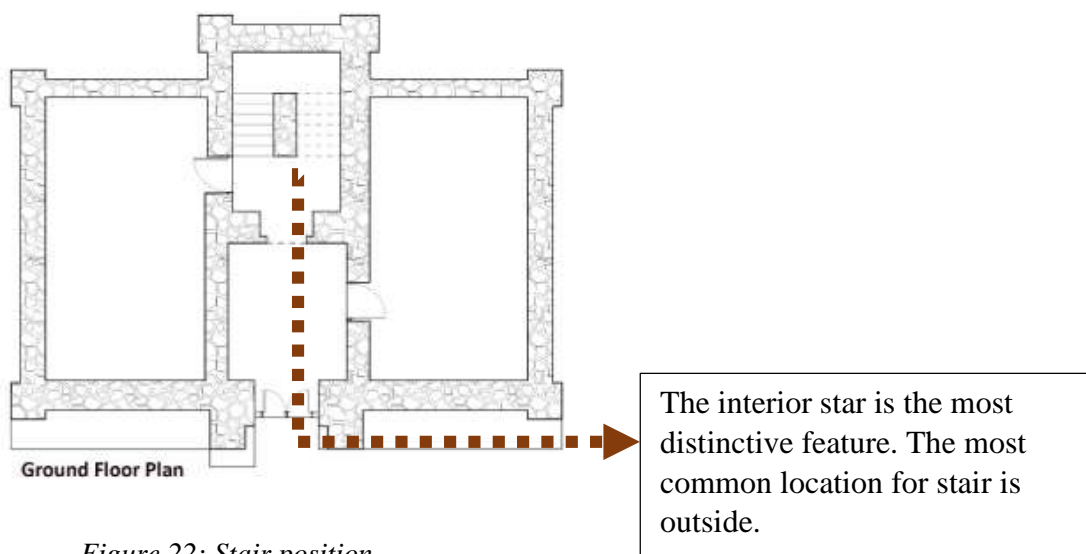 Ground Floor Plan
The interior star is the most
distinctive feature. The most
common location for stair is
outside.
Figure 22: Stair position